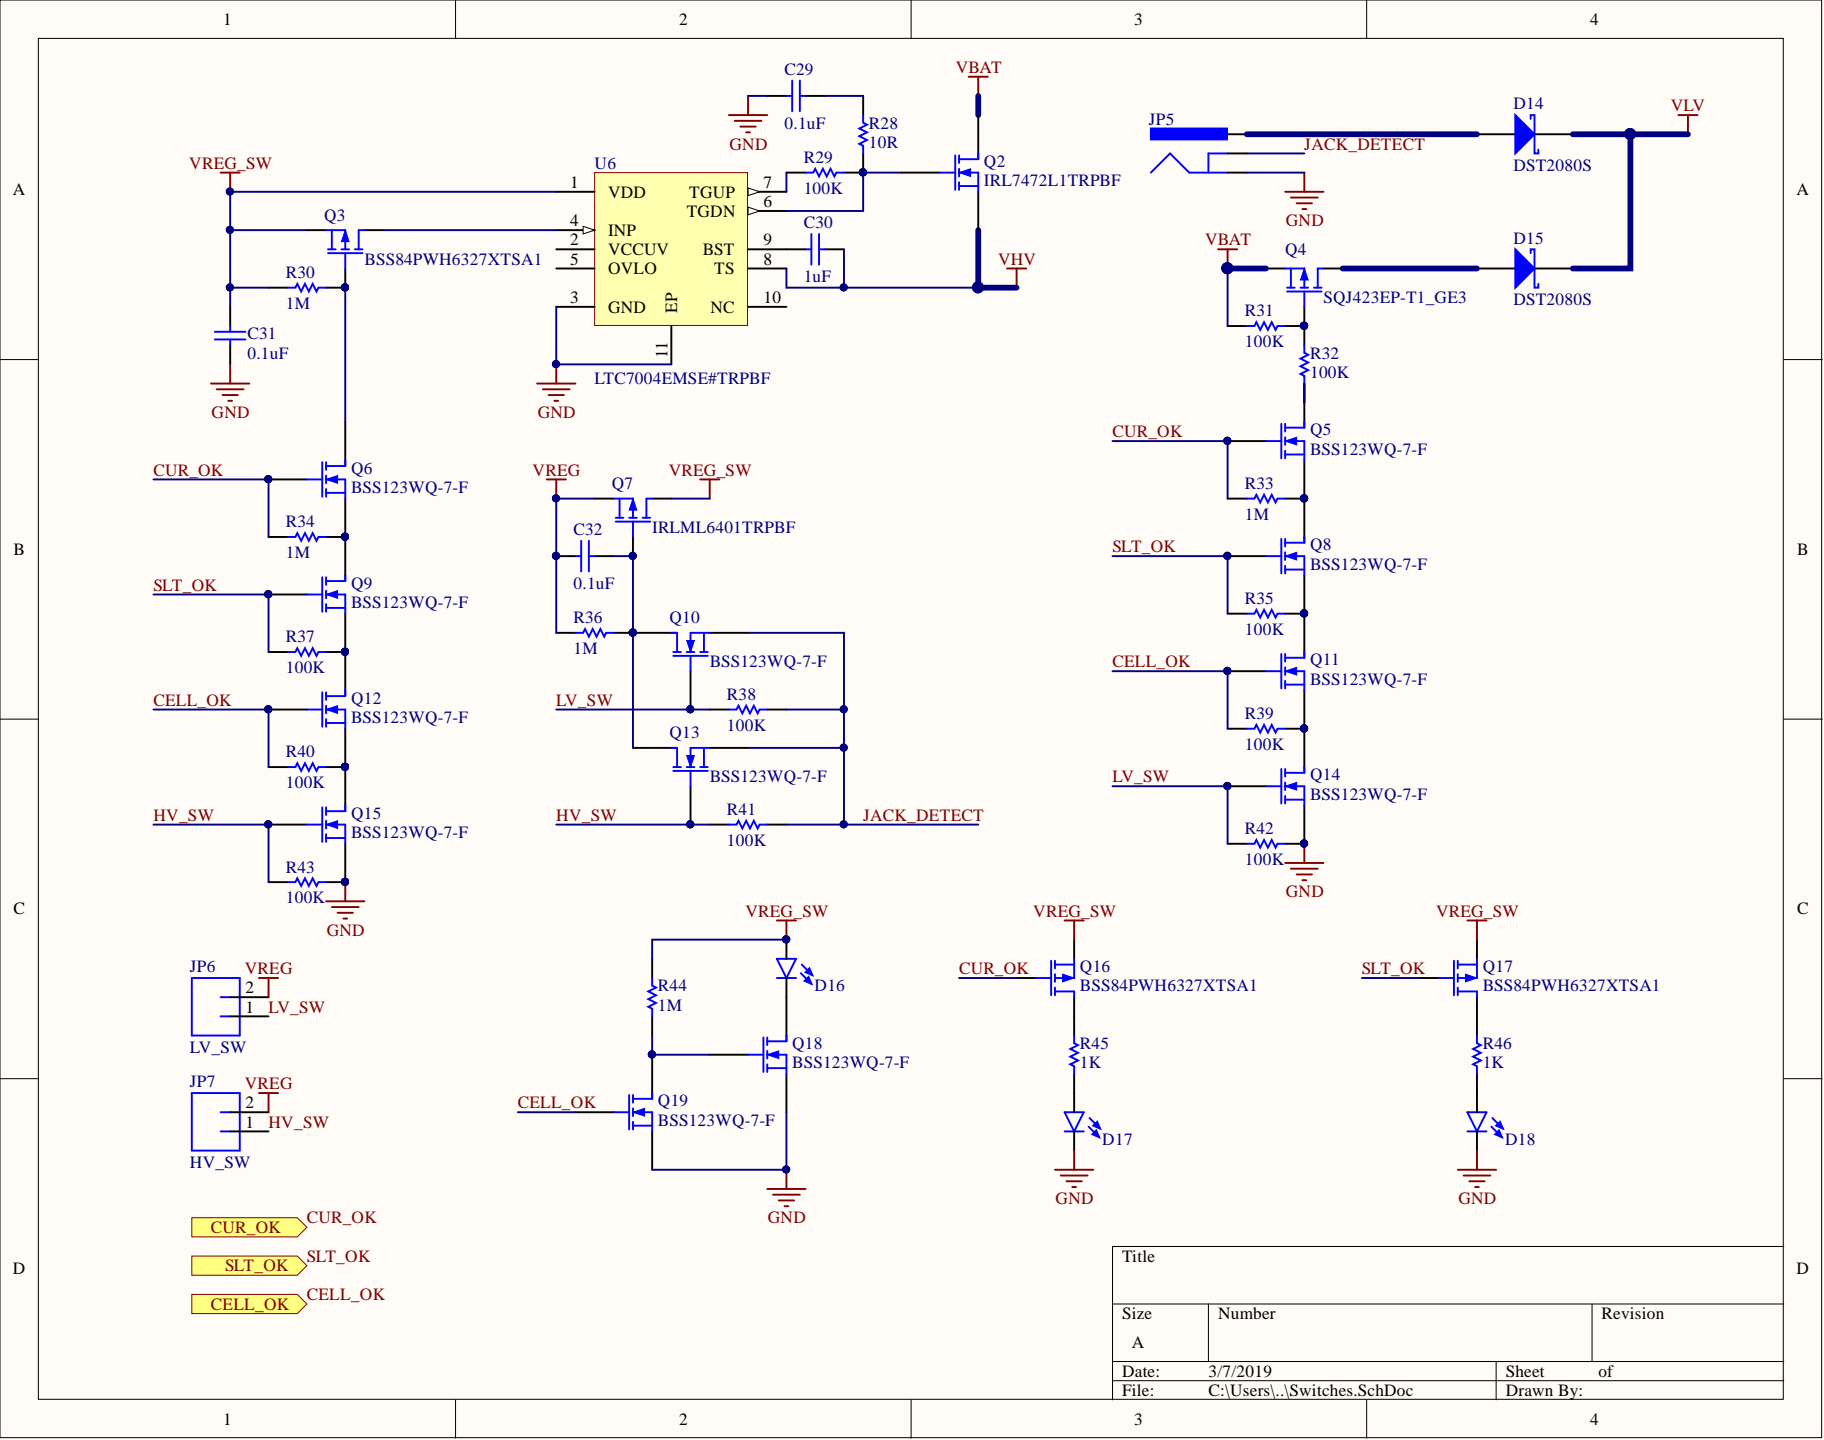 1 2 3 4
A
A
B
B
C
C
D
D
1 2 3 4
VREG_SW
Q3
BSS84PWH6327XTSA1
R30
1M
C31
0.1uF
GND
U6
1 VDD
4 INP
2 VCCUV
5 OVLO
3 GND
EP
11
TGUP 7
TGDN 6
BST 9
TS 8
NC 10
LTC7004EMSE#TRPBF
GND
C29
0.1uF
GND
R28
10R
R29
100K
C30
1uF
VBAT
Q2
IRL7472L1TRPBF
VHV
JP5
JACK_DETECT
GND
D14
DST2080S
VLV
VBAT
Q4
SQJ423EP-T1_GE3
D15
DST2080S
R31
100K
R32
100K
CUR_OK
Q5
BSS123WQ-7-F
R33
1M
SLT_OK
Q8
BSS123WQ-7-F
R35
100K
CELL_OK
Q11
BSS123WQ-7-F
R39
100K
LV_SW
Q14
BSS123WQ-7-F
R42
100K
GND
CUR_OK
Q6
BSS123WQ-7-F
R34
1M
SLT_OK
Q9
BSS123WQ-7-F
R37
100K
CELL_OK
Q12
BSS123WQ-7-F
R40
100K
HV_SW
Q15
BSS123WQ-7-F
R43
100K
GND
VREG
VREG_SW
Q7
IRLML6401TRPBF
C32
0.1uF
R36
1M
Q10
BSS123WQ-7-F
LV_SW
R38
100K
Q13
BSS123WQ-7-F
HV_SW
R41
100K
JACK_DETECT
JP6
VREG
2
1
LV_SW
LV_SW
JP7
VREG
2
1
HV_SW
HV_SW
CUR_OK CUR_OK
SLT_OK SLT_OK
CELL_OK CELL_OK
VREG_SW
R44
1M
D16
Q18
BSS123WQ-7-F
CELL_OK
Q19
BSS123WQ-7-F
GND
VREG_SW
CUR_OK
Q16
BSS84PWH6327XTSA1
R45
1K
D17
GND
VREG_SW
SLT_OK
Q17
BSS84PWH6327XTSA1
R46
1K
D18
GND
Title
Size Number Revision
A
Date: 3/7/2019 Sheet of
File: C:\Users\..\Switches.SchDoc Drawn By: